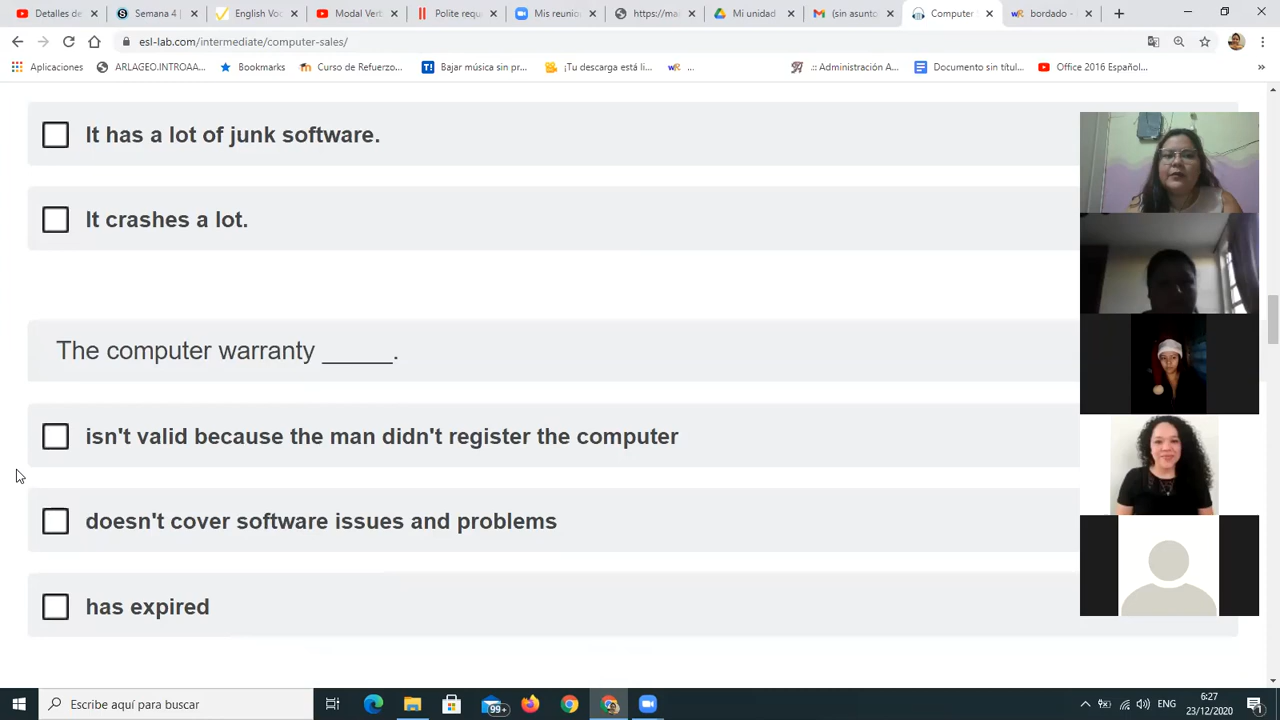 Detalles de
Semana 4
English Voc
Modal Verb
Polite requ
Mis reunio
https://ma
Mi unidad
(sin asunto
Computer
bordado -
esl-lab.com/intermediate/computer-sales/
Aplicaciones
ARLAGEO.INTROAA...
Bookmarks
Curso de Refuerzo...
Bajar música sin pr...
¡Tu descarga está li...
...
.:: Administración A...
Documento sin títul...
Office 2016 Español...
It has a lot of junk software.
It crashes a lot.
The computer warranty _____.
isn't valid because the man didn't register the computer
doesn't cover software issues and problems
has expired
Escribe aquí para buscar
99+
ENG
6:27
23/12/2020
1